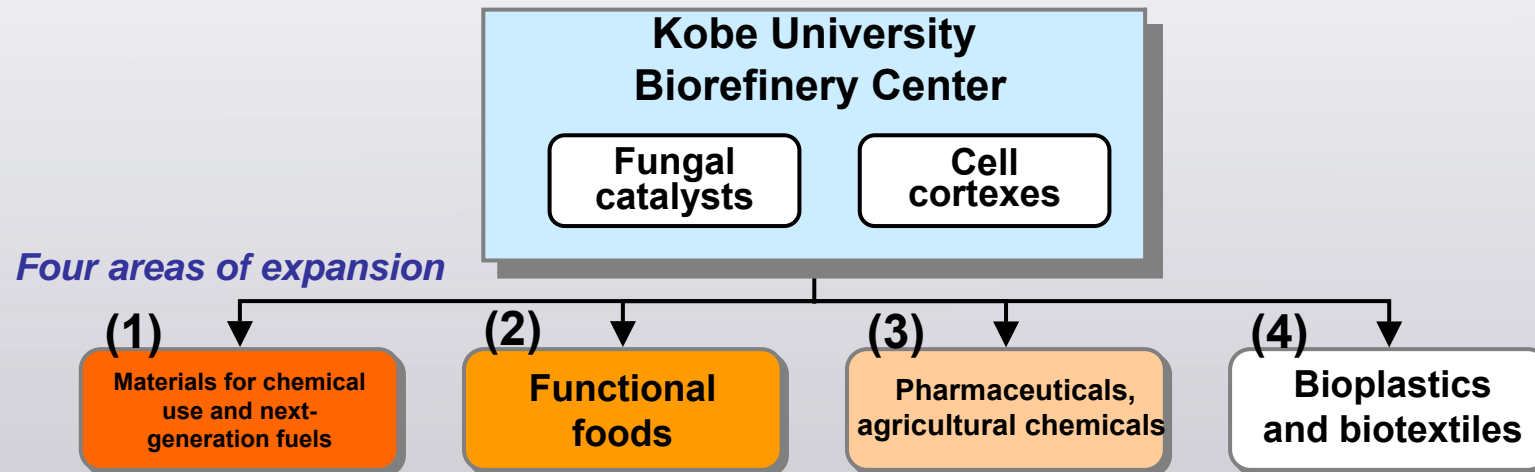 Kobe University
Biorefinery Center
Fungal
catalysts
Cell
cortexes
Four areas of expansion
(1)
Materials for chemical
use and next-
generation fuels
(2)
Functional
foods
(3)
Pharmaceuticals,
agricultural chemicals
(4)
Bioplastics
and biotextiles